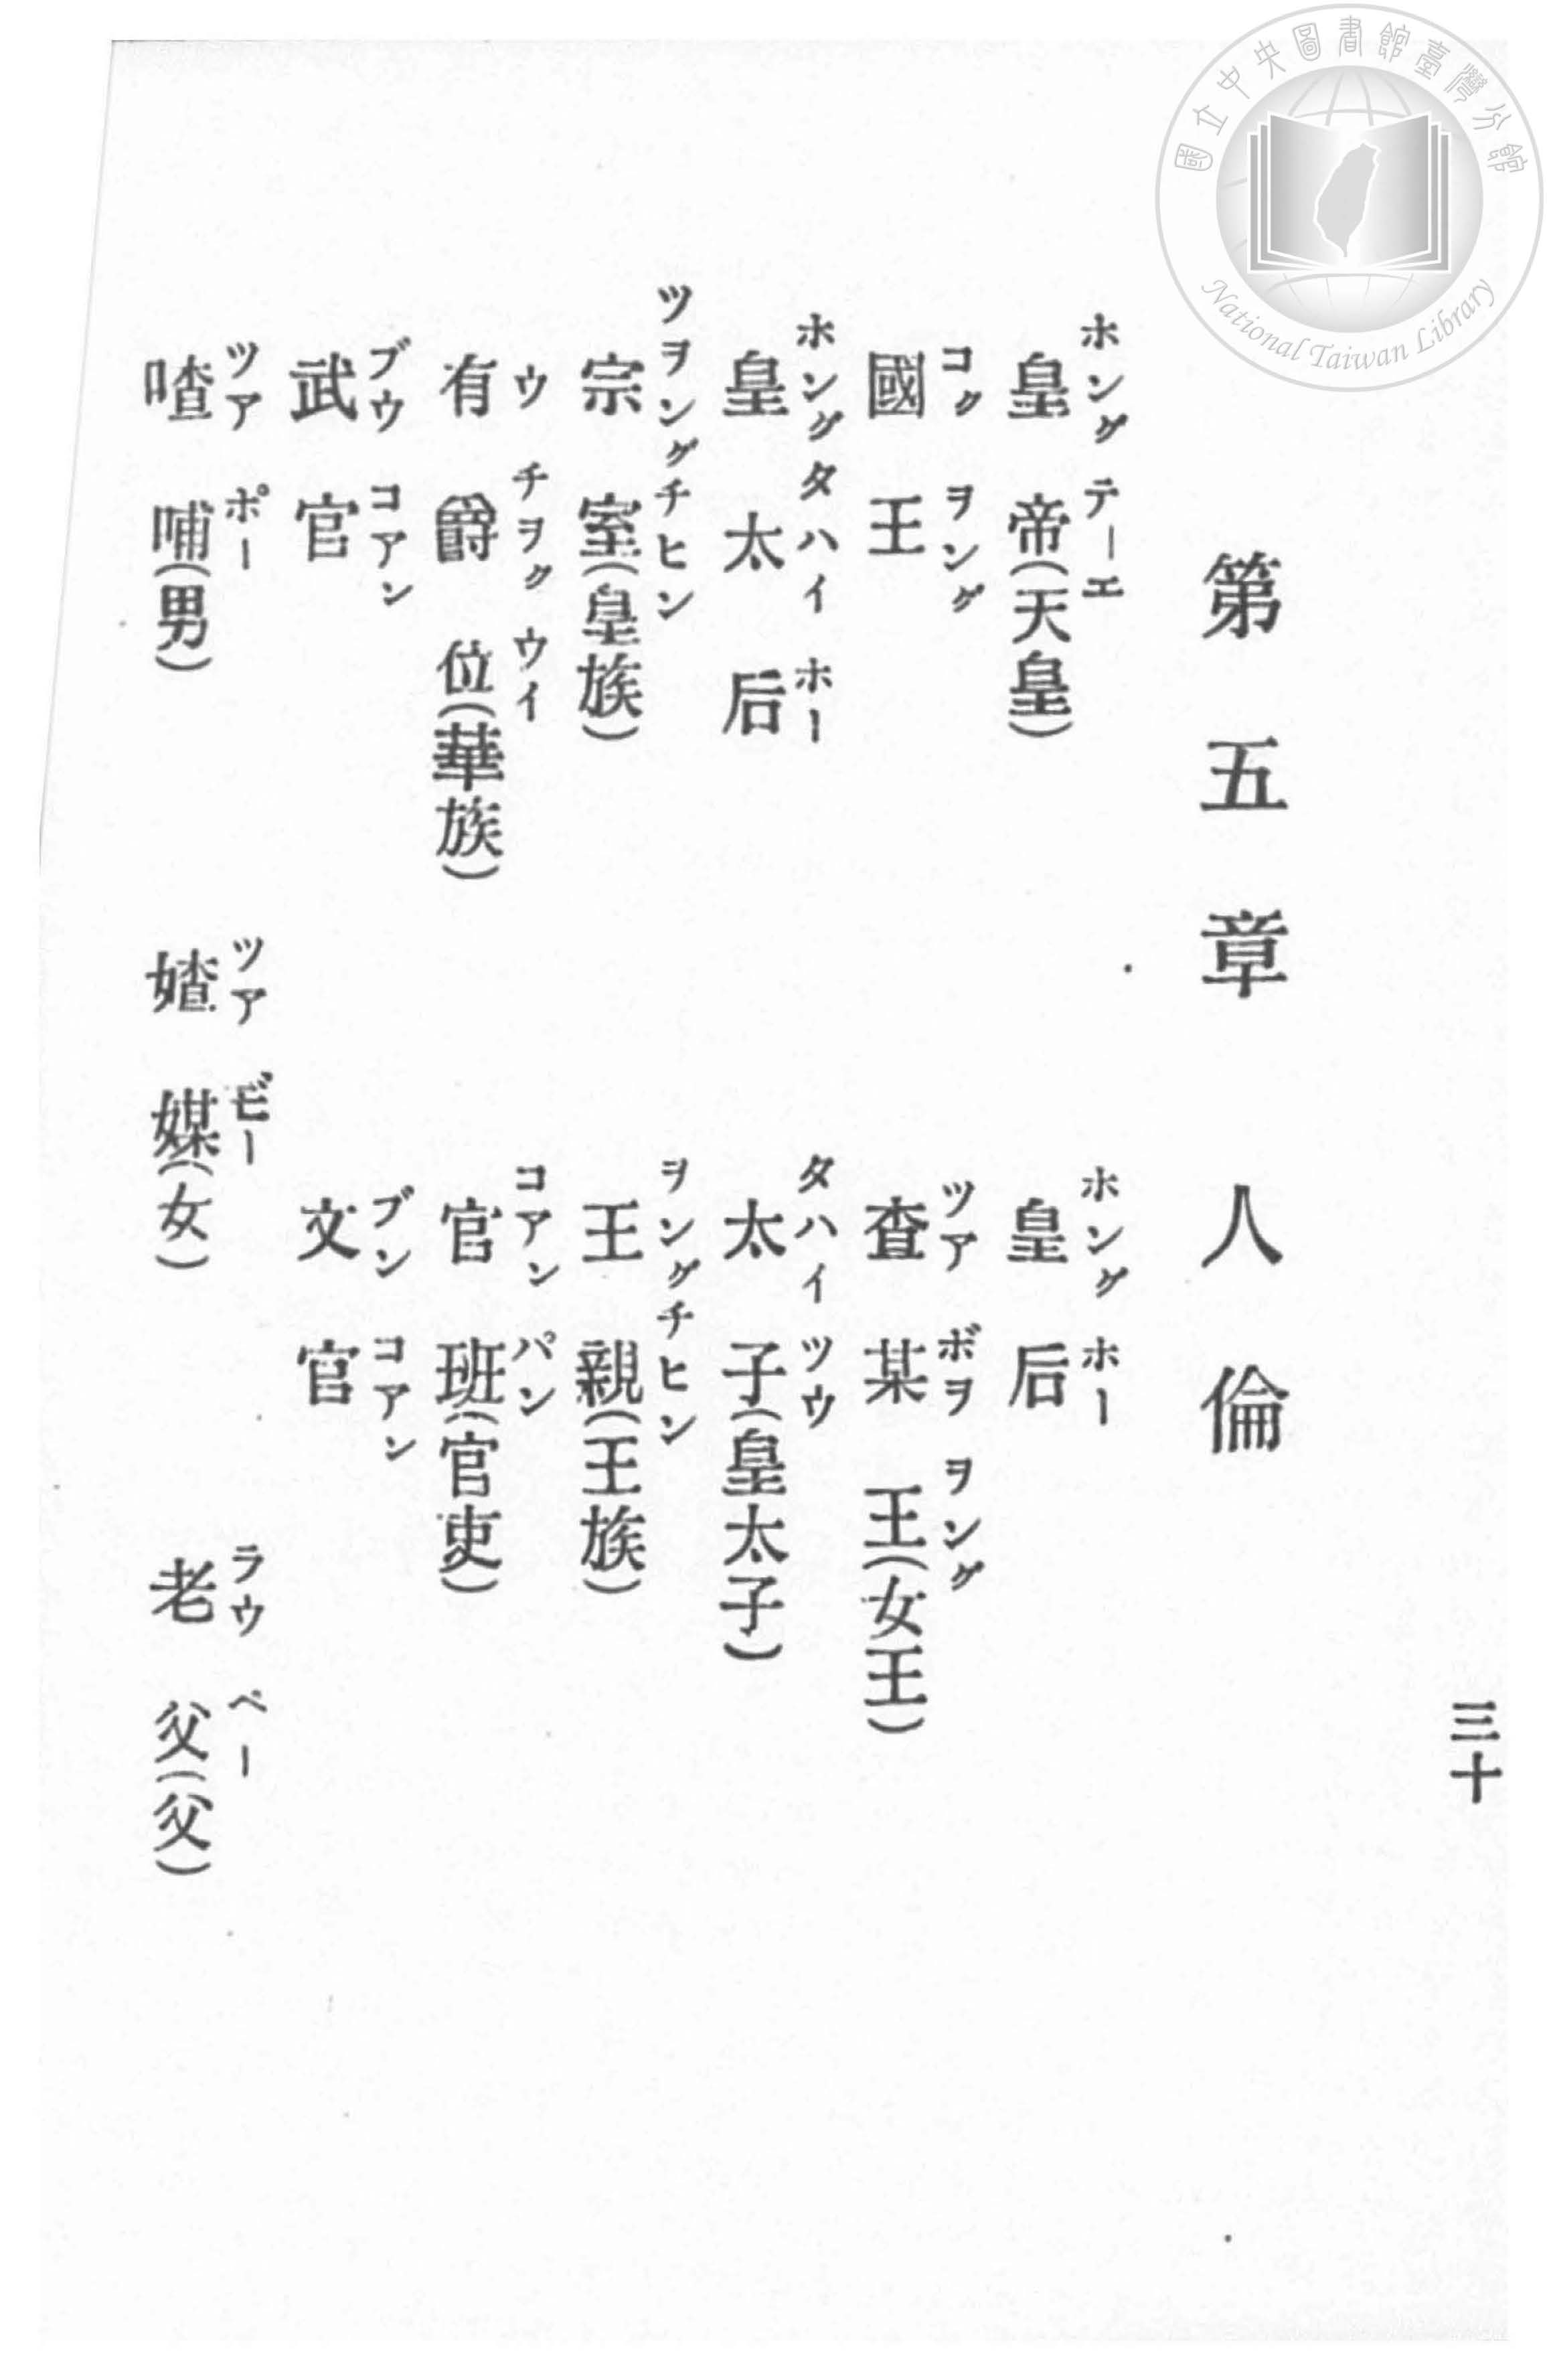 國立中央圖書館臺灣分館
National Taiwan Library
三十
第五章 人倫
ホング テーエ ホング ホー
皇帝(天皇) 皇后
コク ヲング ツア ボヲ ヲング
國王 査某王(女王)
ホング タハイ ホー タハイ ツウ
皇太后 太子(皇太子)
ツヲング チヒン ヲング チヒン
宗室(皇族) 王親(王族)
ウ チヲク ウイ コアン パン
有爵位(華族) 官班(官吏)
ブウ コアン ブン コアン
武官 文官
ツア ポー ツア ビー ラウ ペー
喳哺(男) 媎媒(女) 老父(父)